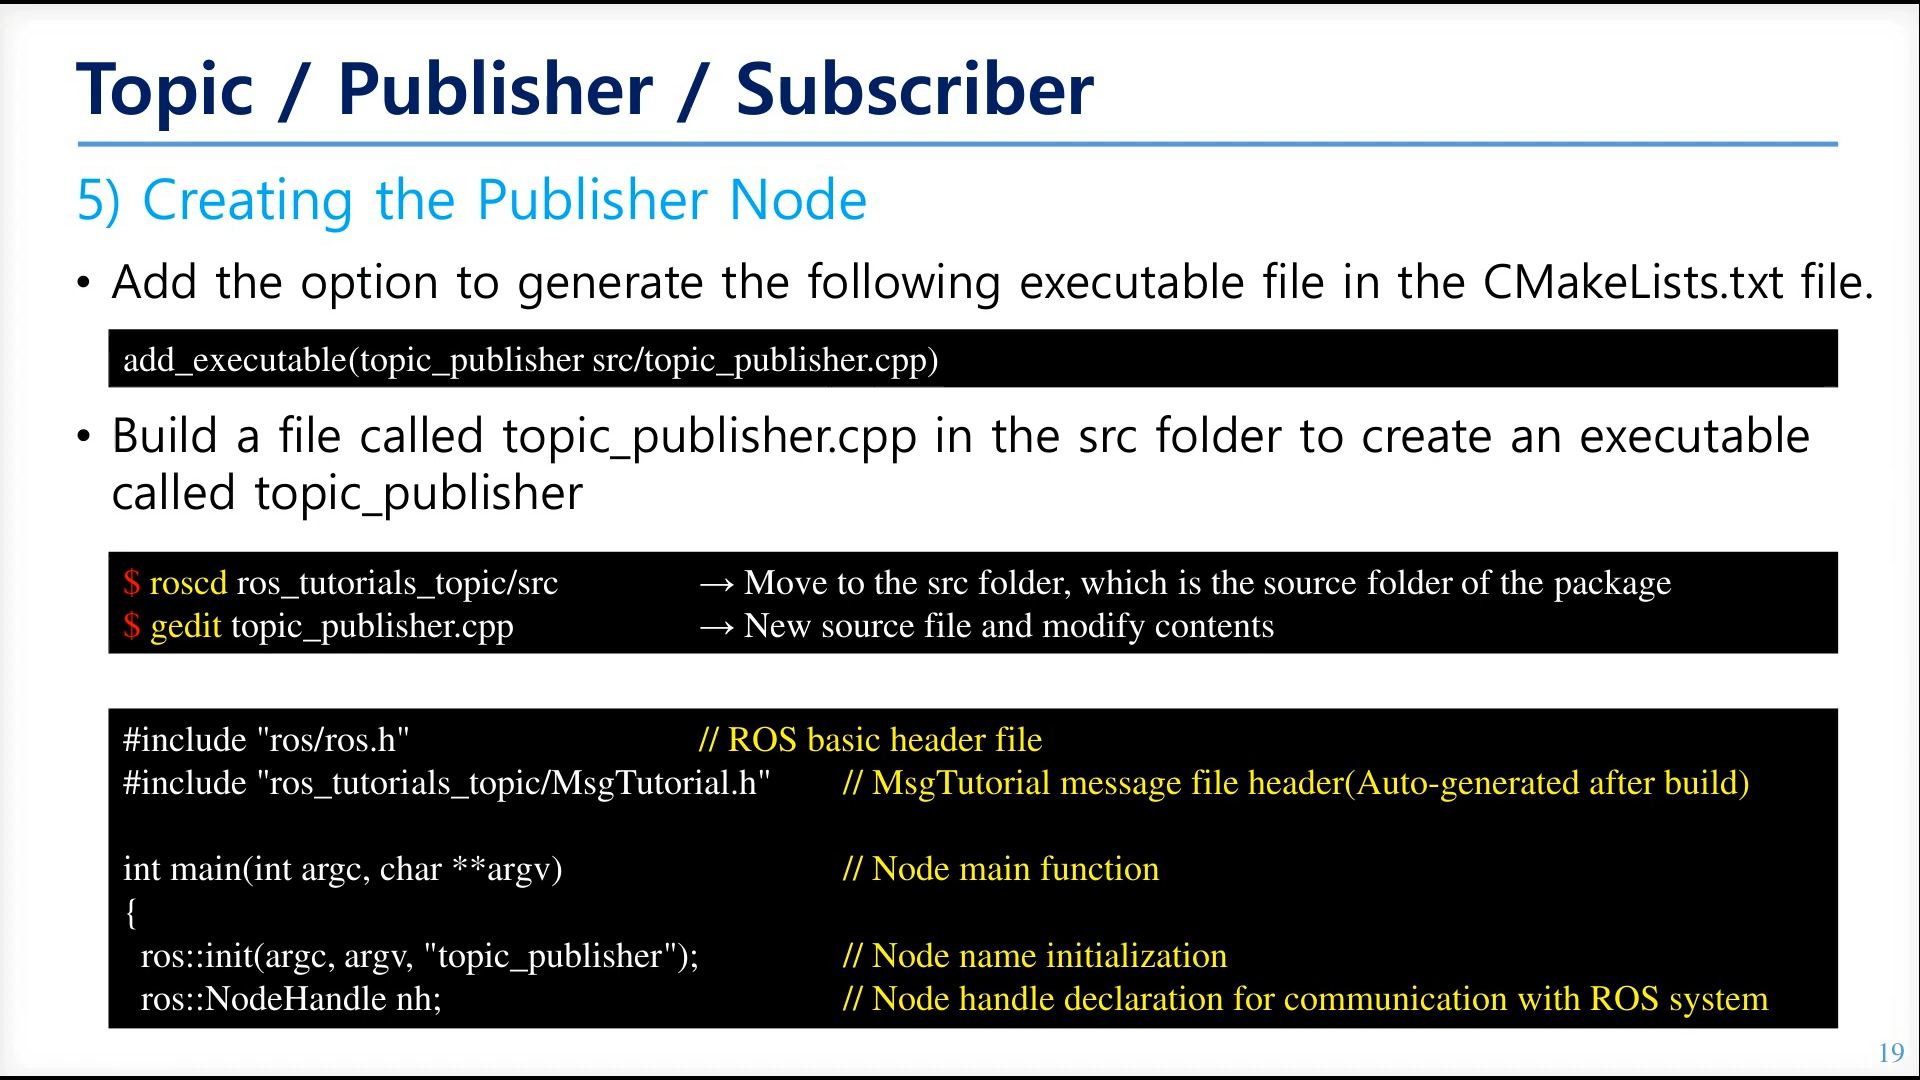 Topic / Publisher / Subscriber
5) Creating the Publisher Node
• Add the option to generate the following executable file in the CMakeLists.txt file.
add_executable(topic_publisher src/topic_publisher.cpp)
• Build a file called topic_publisher.cpp in the src folder to create an executable
called topic_publisher
$ roscd ros_tutorials_topic/src → Move to the src folder, which is the source folder of the package
$ gedit topic_publisher.cpp → New source file and modify contents
#include "ros/ros.h" // ROS basic header file
#include "ros_tutorials_topic/MsgTutorial.h" // MsgTutorial message file header(Auto-generated after build)
int main(int argc, char **argv) // Node main function
{
ros::init(argc, argv, "topic_publisher"); // Node name initialization
ros::NodeHandle nh; // Node handle declaration for communication with ROS system
19